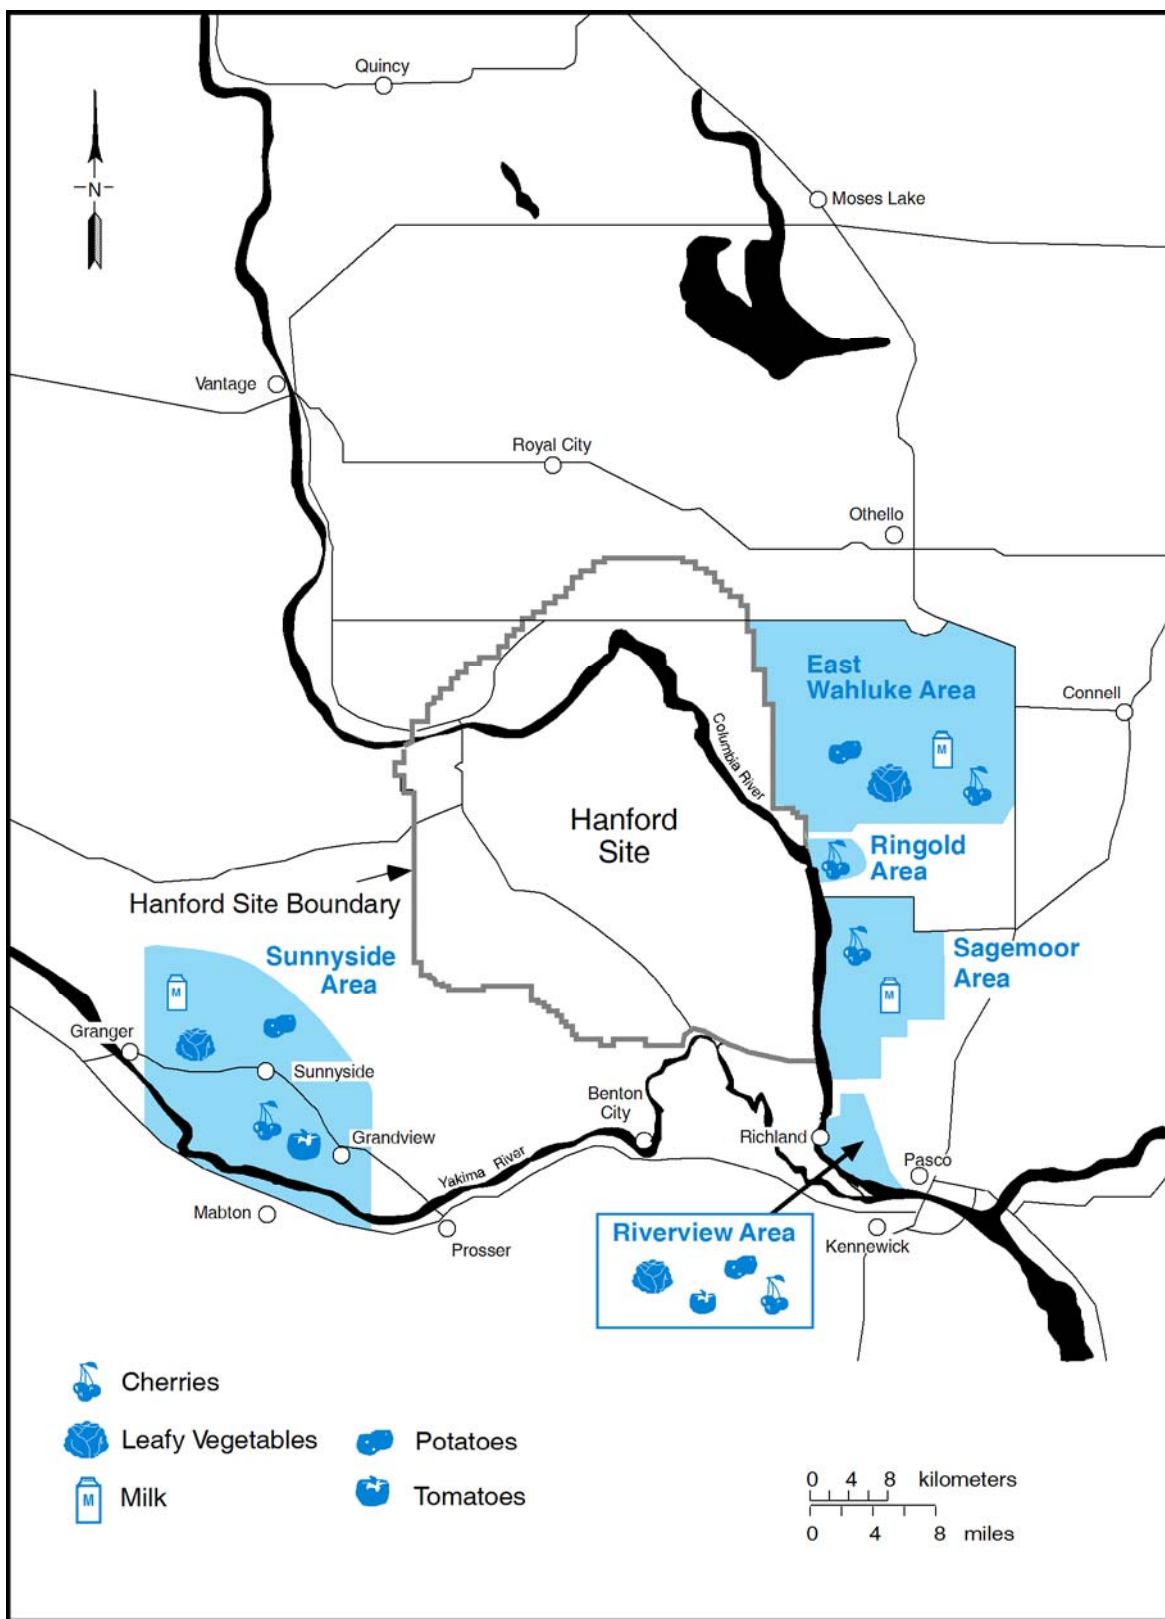 Quincy
N
Moses Lake
Vantage
Royal City
Othello
East
Wahluke Area
Connell
M
Columbia River
Hanford
Site
Ringold
Area
Hanford Site Boundary
Sunnyside
Area
Sagemoor
Area
M
M
Granger
Sunnyside
Benton
City
Grandview
Richland
Yakima River
Pasco
Mabton
Prosser
Riverview Area
Kennewick
Cherries
Leafy Vegetables
Potatoes
M
Milk
Tomatoes
0 4 8 kilometers
0 4 8 miles